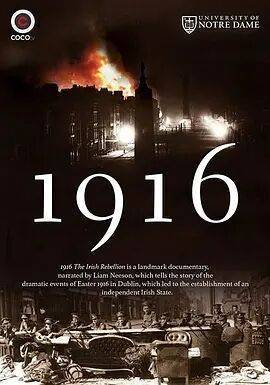 COCOtv
UNIVERSITY OF
NOTRE DAME
1916
1916 The Irish Rebellion is a landmark documentary,
narrated by Liam Neeson, which tells the story of the
dramatic events of Easter 1916 in Dublin, which led to the establishment of an
independent Irish State.